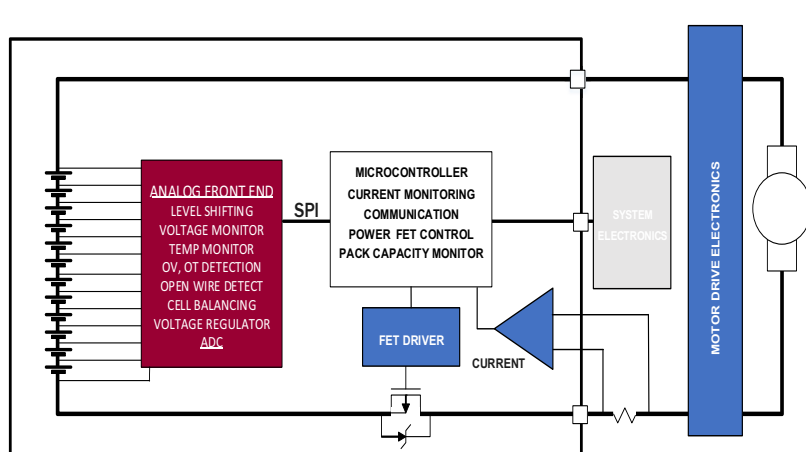 ANALOG FRONT END
LEVEL SHIFTING
VOLTAGE MONITOR
TEMP MONITOR
OV, OT DETECTION
OPEN WIRE DETECT
CELL BALANCING
VOLTAGE REGULATOR
ADC
SPI
MICROCONTROLLER
CURRENT MONITORING
COMMUNICATION
POWER FET CONTROL
PACK CAPACITY MONITOR
FET DRIVER
CURRENT
SYSTEM
ELECTRONICS
MOTOR DRIVE ELECTRONICS